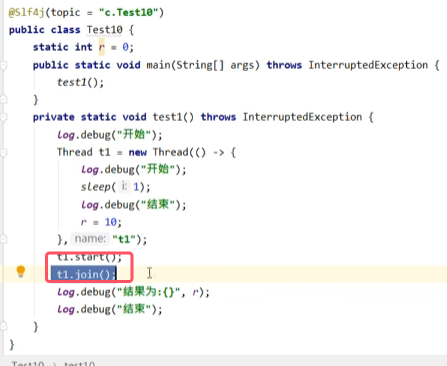 @Slf4j(topic = "c.Test10")
public class Test10 {
static int r = 0;
public static void main(String[] args) throws InterruptedException {
test1();
}
private static void test1() throws InterruptedException {
log.debug("开始");
Thread t1 = new Thread(() -> {
log.debug("开始");
sleep( i: 1);
log.debug("结束");
r = 10;
}, name: "t1");
t1.start();
t1.join();
log.debug("结果为:{}", r);
log.debug("结束");
}
}
Test10 > test10